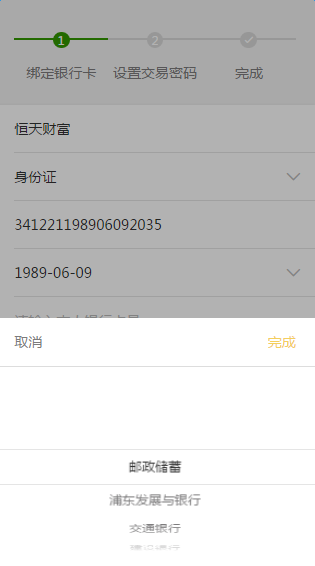 1 2
绑定银行卡 设置交易密码 完成
恒天财富
身份证
341221198906092035
1989-06-09
取消 完成
邮政储蓄
浦东发展与银行
交通银行